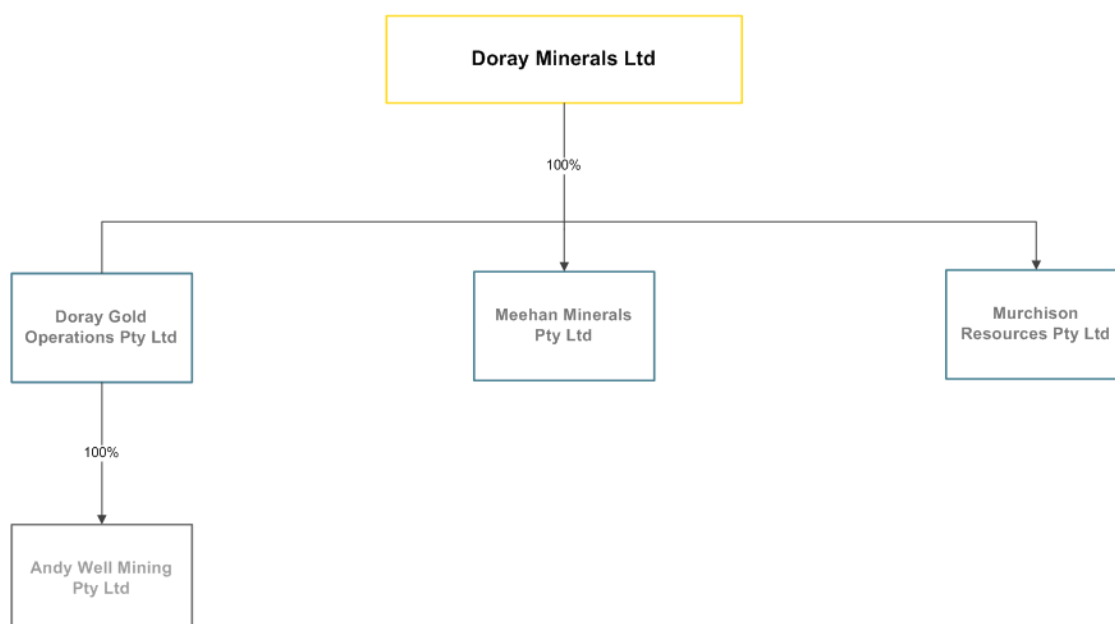 Doray Minerals Ltd
100%
Doray Gold
Operations Pty Ltd
Meehan Minerals
Pty Ltd
Murchison
Resources Pty Ltd
100%
Andy Well Mining
Pty Ltd